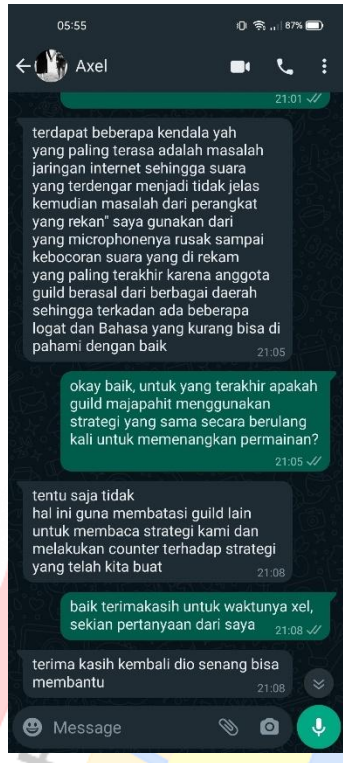 05:55
87%
Axel
21:01
terdapat beberapa kendala yah
yang paling terasa adalah masalah
jaringan internet sehingga suara
yang terdengar menjadi tidak jelas
kemudian masalah dari perangkat
yang rekan" saya gunakan dari
yang microphonenya rusak sampai
kebocoran suara yang di rekam
yang paling terakhir karena anggota
guild berasal dari berbagai daerah
sehingga terkadan ada beberapa
logat dan Bahasa yang kurang bisa di
pahami dengan baik
21:05
okay baik, untuk yang terakhir apakah
guild majapahit menggunakan
strategi yang sama secara berulang
kali untuk memenangkan permainan?
21:05
tentu saja tidak
hal ini guna membatasi guild lain
untuk membaca strategi kami dan
melakukan counter terhadap strategi
yang telah kita buat
21:08
baik terimakasih untuk waktunya xel,
sekian pertanyaan dari saya
21:08
terima kasih kembali dio senang bisa
membantu
21:08
Message